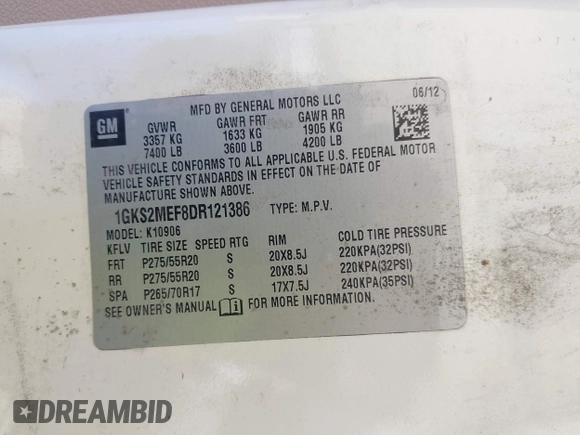 06/12
MFD BY GENERAL MOTORS LLC
GM
GVWR GAWR FRT GAWR RR
3357 KG 1633 KG 1905 KG
7400 LB 3600 LB 4200 LB
THIS VEHICLE CONFORMS TO ALL APPLICABLE U.S. FEDERAL MOTOR
VEHICLE SAFETY STANDARDS IN EFFECT ON THE DATE OF
MANUFACTURE SHOWN ABOVE.
1GKS2MEF8DR121386 TYPE: M.P.V.
MODEL: K10906
KFLV TIRE SIZE SPEED RTG RIM COLD TIRE PRESSURE
FRT P275/55R20 S 20X8.5J 220KPA(32PSI)
RR P275/55R20 S 20X8.5J 220KPA(32PSI)
SPA P265/70R17 S 17X7.5J 240KPA(35PSI)
SEE OWNER'S MANUAL FOR MORE INFORMATION.
DREAMBID